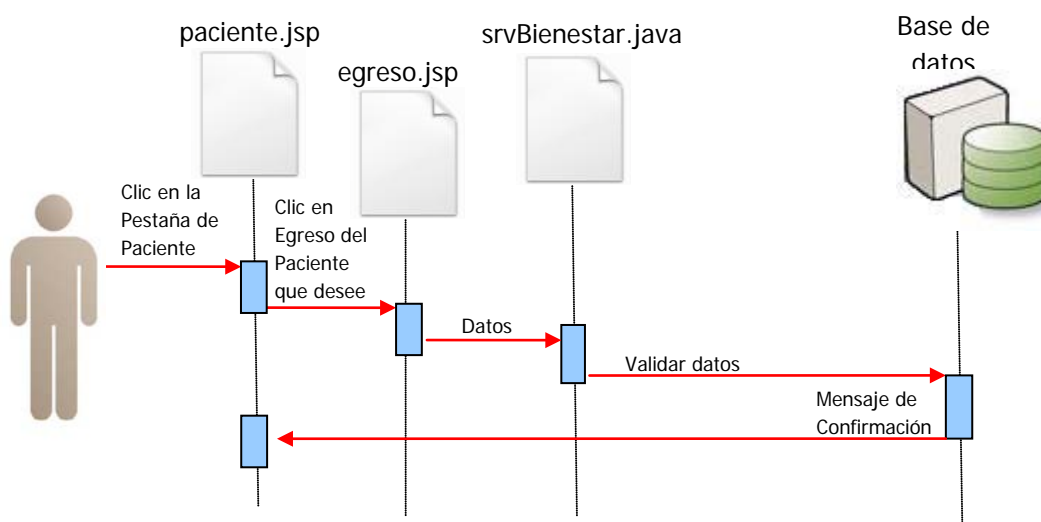 paciente.jsp
egreso.jsp
srvBienestar.java
Base de
datos
Clic en la
Pestaña de
Paciente
Clic en
Egreso del
Paciente
que desee
Datos
Validar datos
Mensaje de
Confirmación